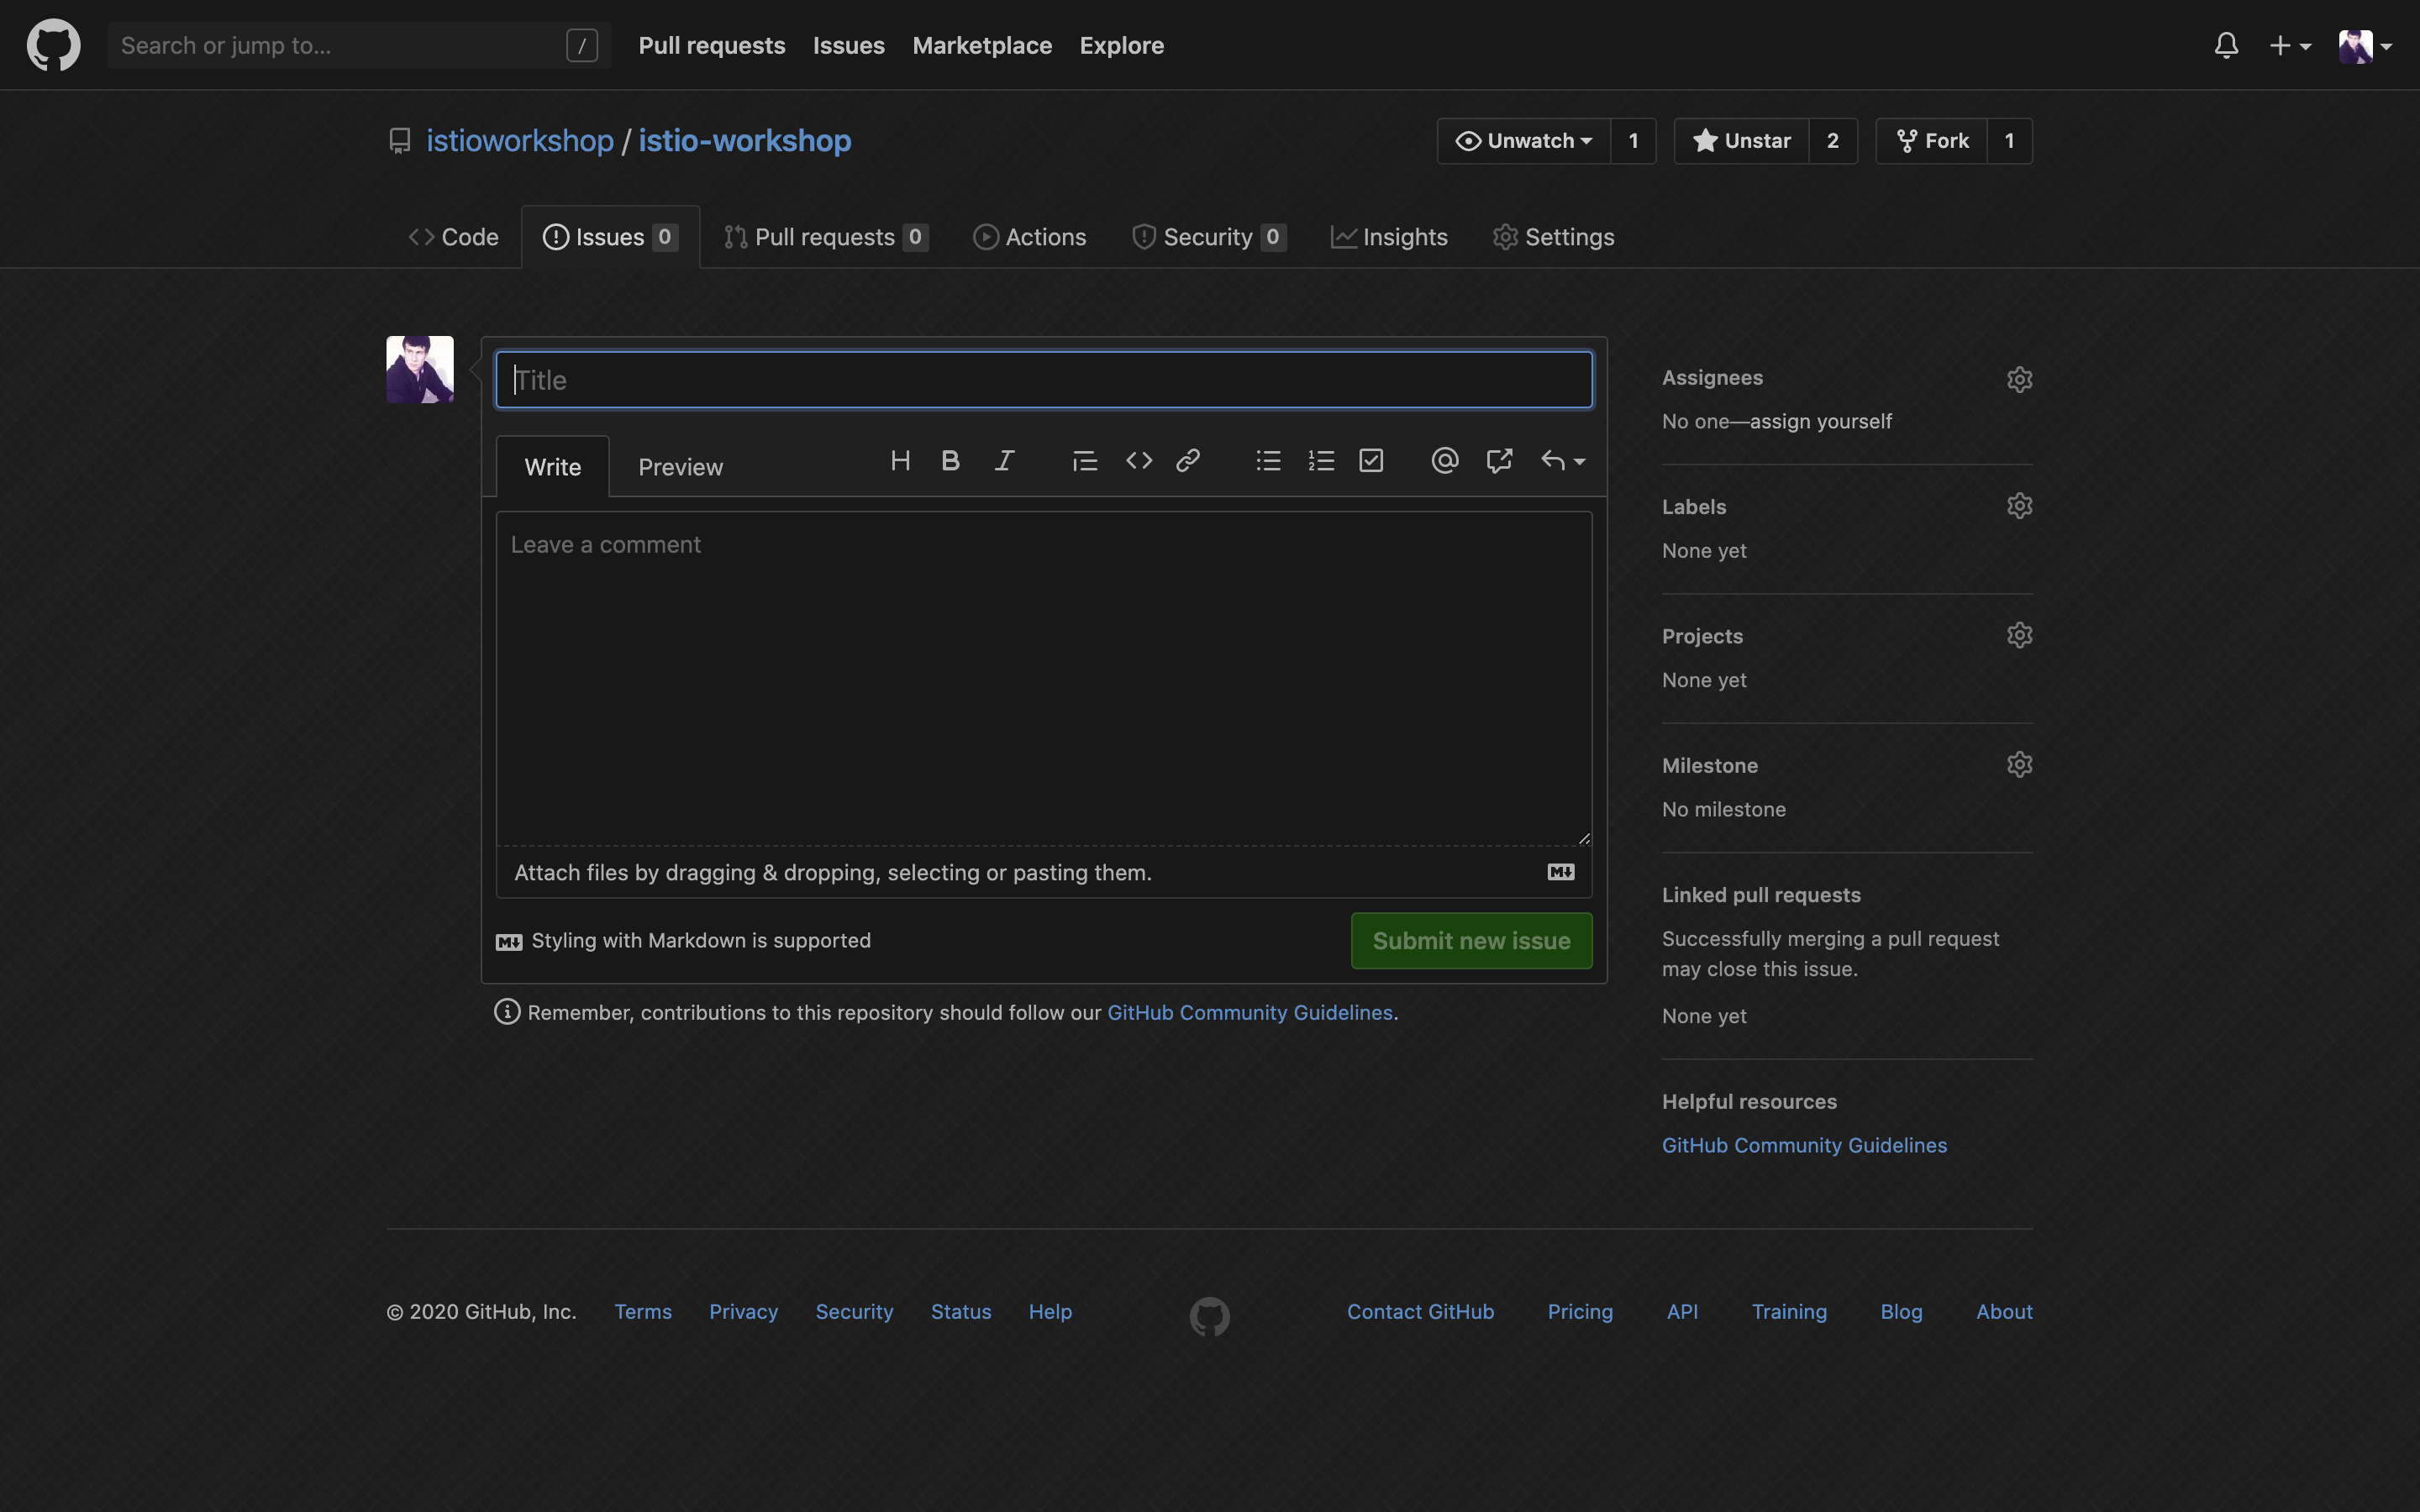 Search or jump to... /
Pull requests Issues Marketplace Explore
istioworkshop / istio-workshop
Unwatch 1 Unstar 2 Fork 1
Code Issues 0 Pull requests 0 Actions Security 0 Insights Settings
Title
Write Preview
Leave a comment
Attach files by dragging & dropping, selecting or pasting them.
Styling with Markdown is supported
Submit new issue
Remember, contributions to this repository should follow our GitHub Community Guidelines.
Assignees
No one—assign yourself
Labels
None yet
Projects
None yet
Milestone
No milestone
Linked pull requests
Successfully merging a pull request
may close this issue.
None yet
Helpful resources
GitHub Community Guidelines
© 2020 GitHub, Inc. Terms Privacy Security Status Help Contact GitHub Pricing API Training Blog About